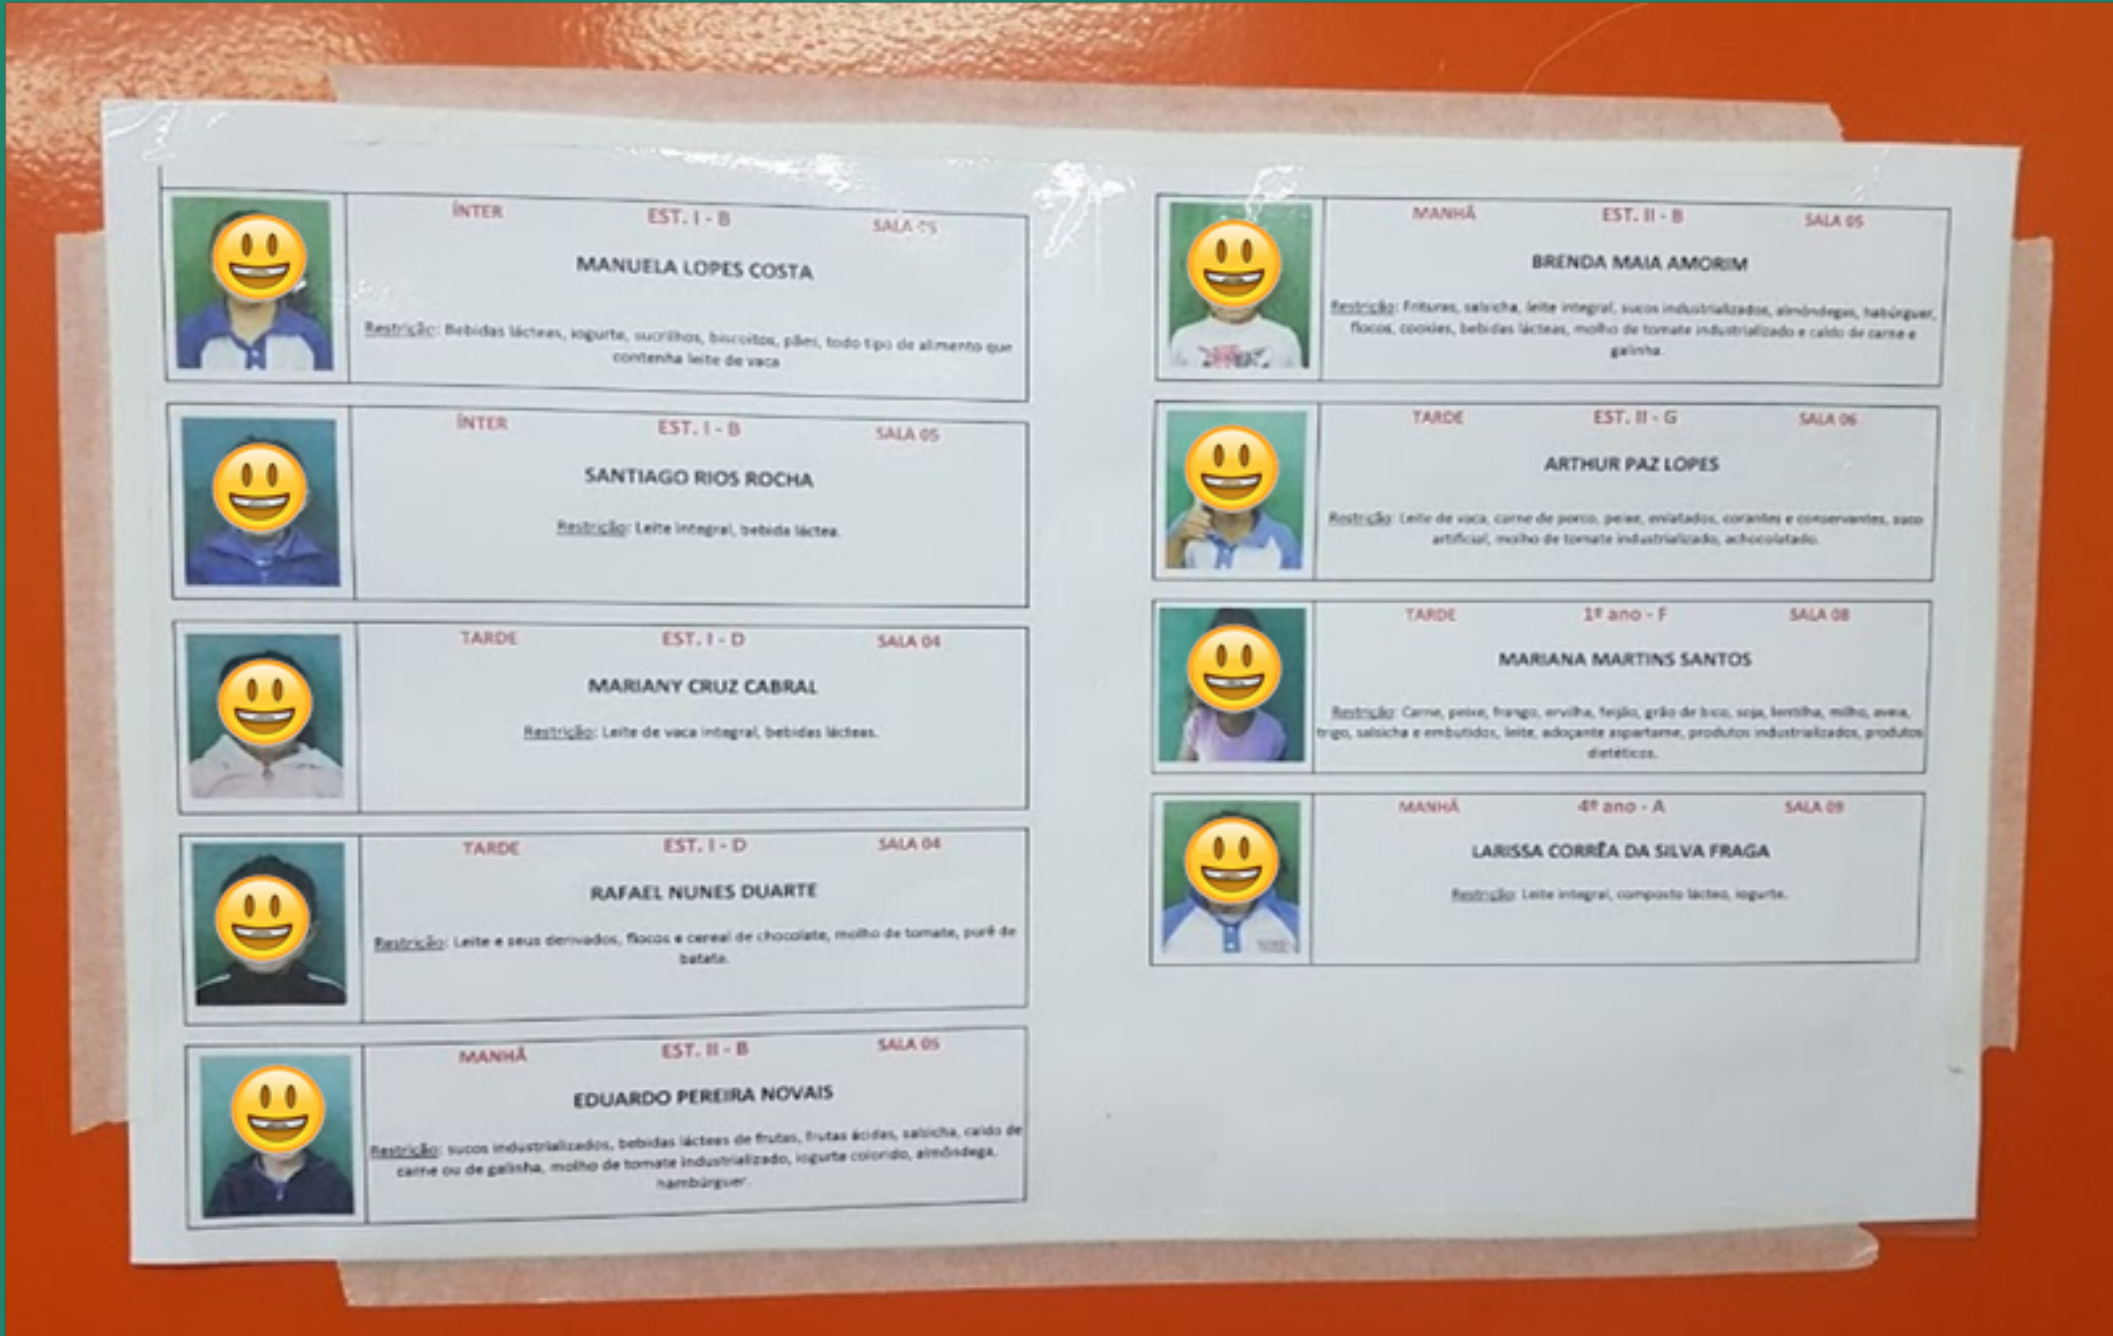 ÍNTER EST. I - B SALA 05
MANUELA LOPES COSTA
Restrição: Bebidas lácteas, iogurte, sucrilhos, biscoitos, pães, todo tipo de alimento que
contenha leite de vaca
ÍNTER EST. I - B SALA 05
SANTIAGO RIOS ROCHA
Restrição: Leite integral, bebida láctea.
TARDE EST. I - D SALA 04
MARIANY CRUZ CABRAL
Restrição: Leite de vaca integral, bebidas lácteas.
TARDE EST. I - D SALA 04
RAFAEL NUNES DUARTE
Restrição: Leite e seus derivados, flocos e cereal de chocolate, molho de tomate, purê de
batata.
MANHÃ EST. II - B SALA 05
EDUARDO PEREIRA NOVAIS
Restrição: sucos industrializados, bebidas lácteas de frutas, frutas ácidas, salsicha, caldo de
carne ou de galinha, molho de tomate industrializado, iogurte colorido, almôndega,
hambúrguer.
MANHÃ EST. II - B SALA 05
BRENDA MAIA AMORIM
Restrição: Frituras, salsicha, leite integral, sucos industrializados, almôndegas, habúrguer,
flocos, cookies, bebidas lácteas, molho de tomate industrializado e caldo de carne e
galinha.
TARDE EST. II - G SALA 06
ARTHUR PAZ LOPES
Restrição: Leite de vaca, carne de porco, peixe, enlatados, corantes e conservantes, suco
artificial, molho de tomate industrializado, achocolatado.
TARDE 1º ano - F SALA 08
MARIANA MARTINS SANTOS
Restrição: Carne, peixe, frango, ervilha, feijão, grão de bico, soja, lentilha, milho, aveia,
trigo, salsicha e embutidos, leite, adoçante aspartame, produtos industrializados, produtos
dietéticos.
MANHÃ 4º ano - A SALA 09
LARISSA CORRÊA DA SILVA FRAGA
Restrição: Leite integral, composto lácteo, iogurte.